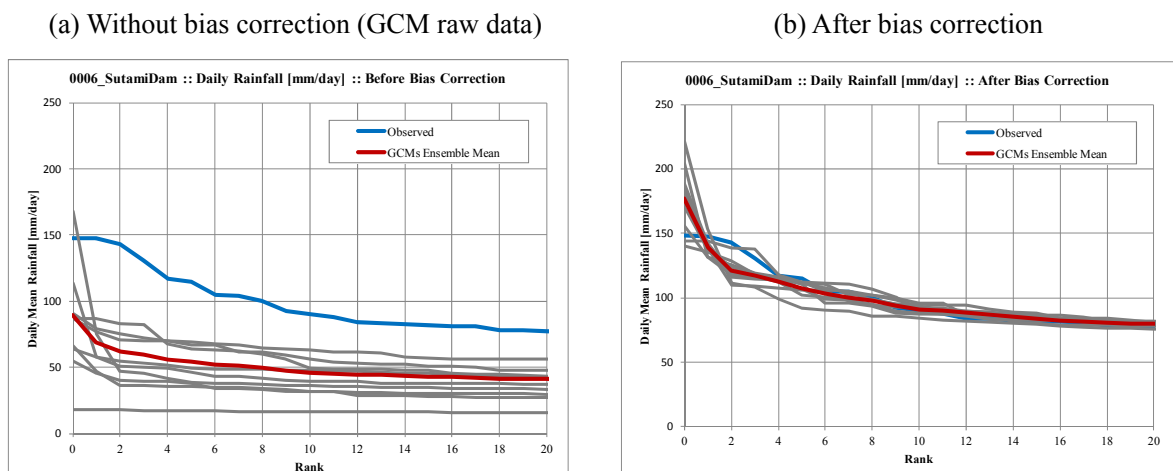 (a) Without bias correction (GCM raw data)
0006_SutamiDam :: Daily Rainfall [mm/day] :: Before Bias Correction
250
200
150
100
50
0
Daily Mean Rainfall [mm/day]
Observed
GCMs Ensemble Mean
0 2 4 6 8 10 12 14 16 18 20
Rank
(b) After bias correction
0006_SutamiDam :: Daily Rainfall [mm/day] :: After Bias Correction
250
200
150
100
50
0
Daily Mean Rainfall [mm/day]
Observed
GCMs Ensemble Mean
0 2 4 6 8 10 12 14 16 18 20
Rank